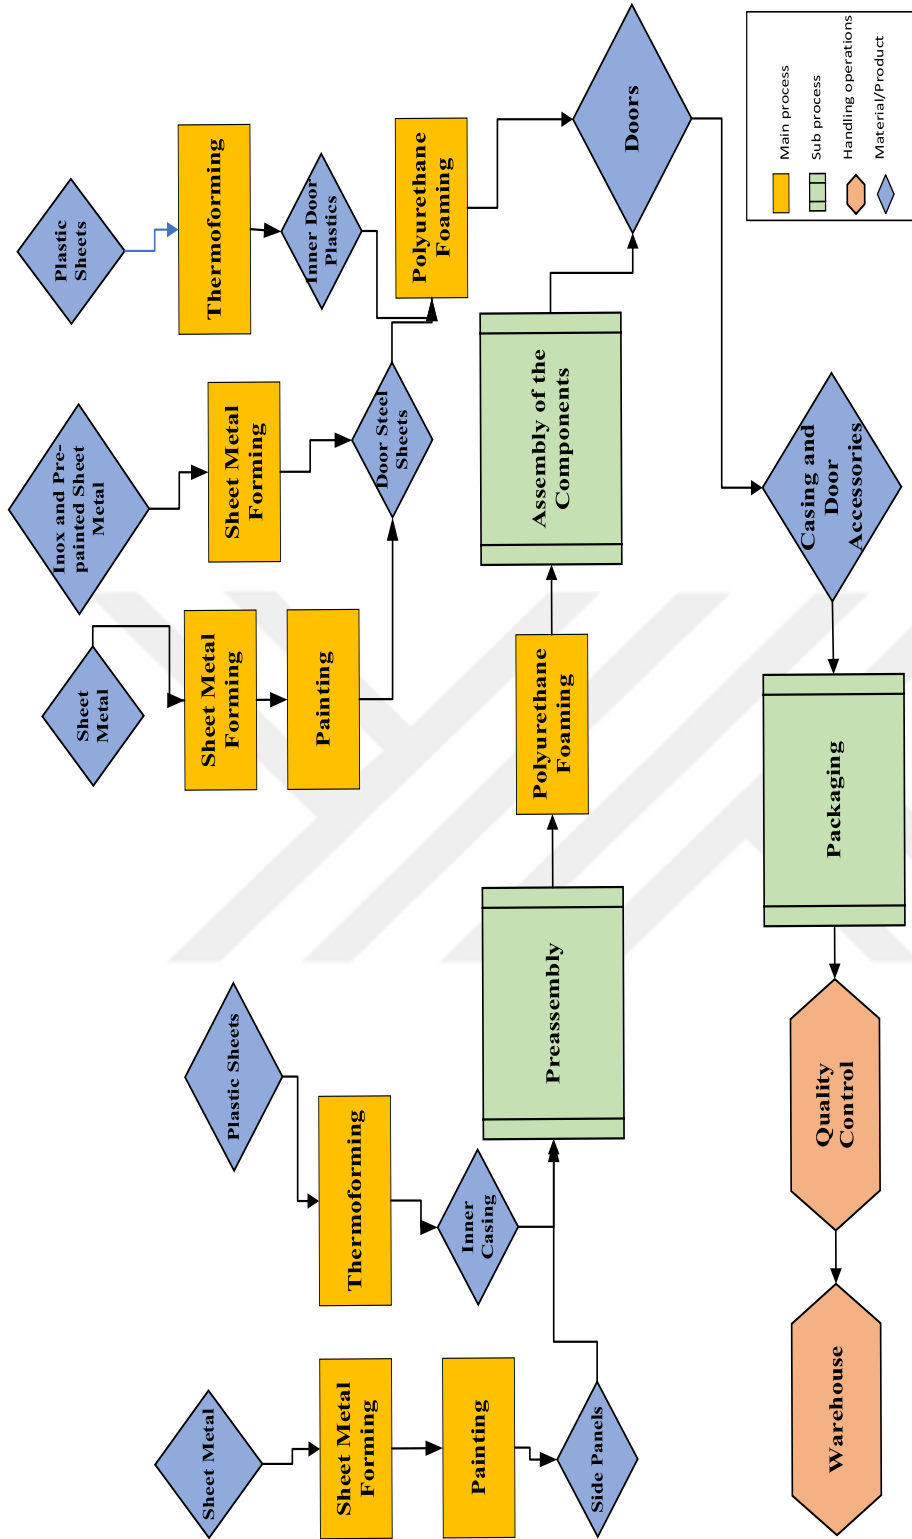 Sheet Metal
Sheet Metal
Forming
Painting
Side Panels
Plastic Sheets
Thermoforming
Inner
Casing
Preassembly
Polyurethane
Foaming
Assembly of the
Components
Sheet
Metal
Sheet Metal
Forming
Painting
Inox and Pre-
painted Sheet
Metal
Sheet Metal
Forming
Door Steel
Sheets
Plastic
Sheets
Thermoforming
Inner Door
Plastics
Polyurethane
Foaming
Doors
Casing and
Door
Accessories
Packaging
Quality
Control
Warehouse
Main process
Sub process
Handling operations
Material/Product